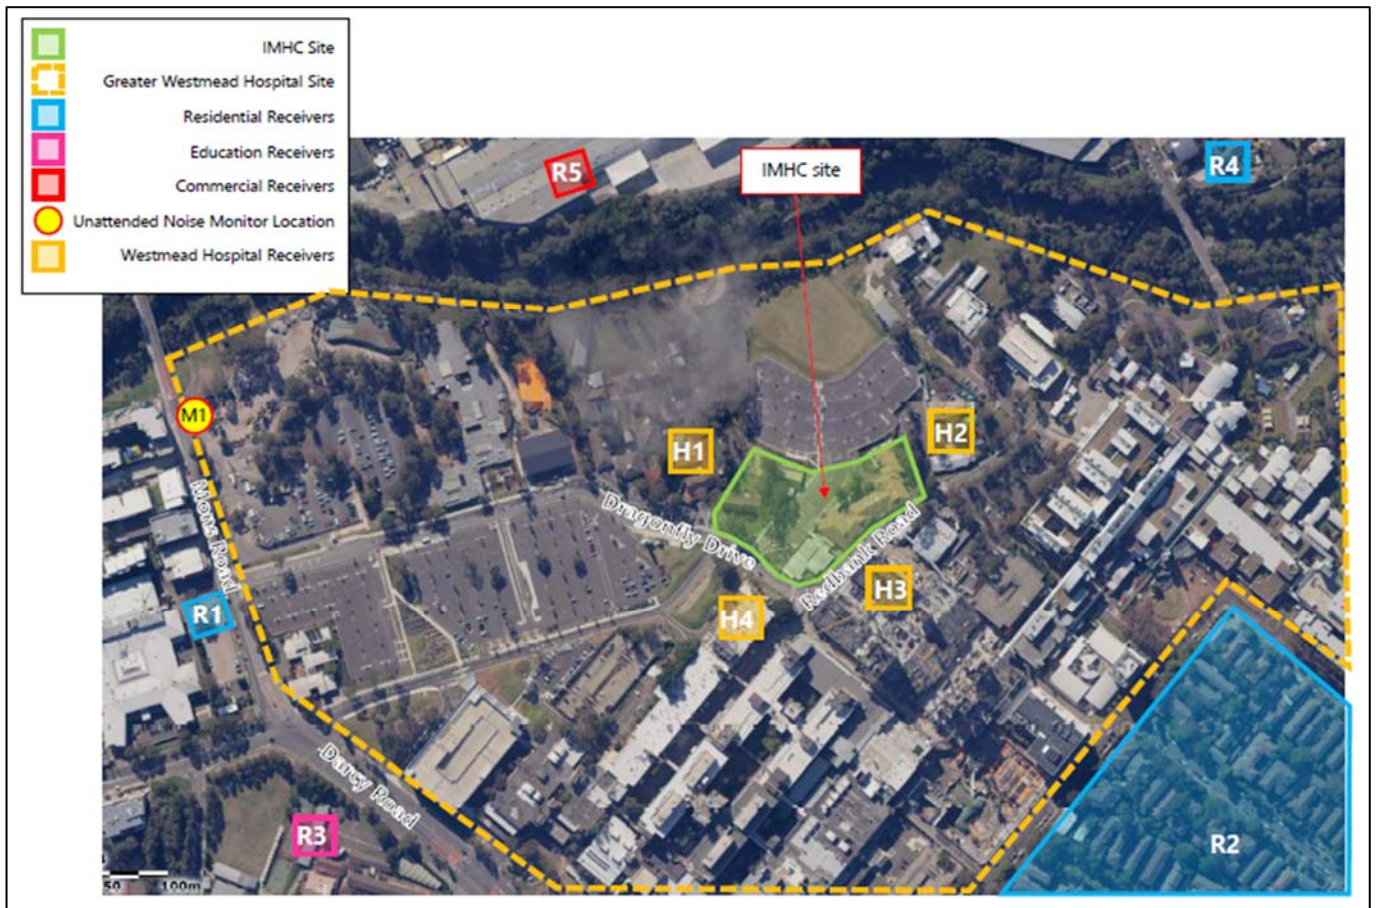 IMHC Site
Greater Westmead Hospital Site
Residential Receivers
Education Receivers
Commercial Receivers
Unattended Noise Monitor Location
Westmead Hospital Receivers
R5
IMHC site
R4
M1
H1
H2
Mons Road
Dragonfly Drive
Redbank Road
R1
H4
H3
Darcy Road
R3
R2
50 100m